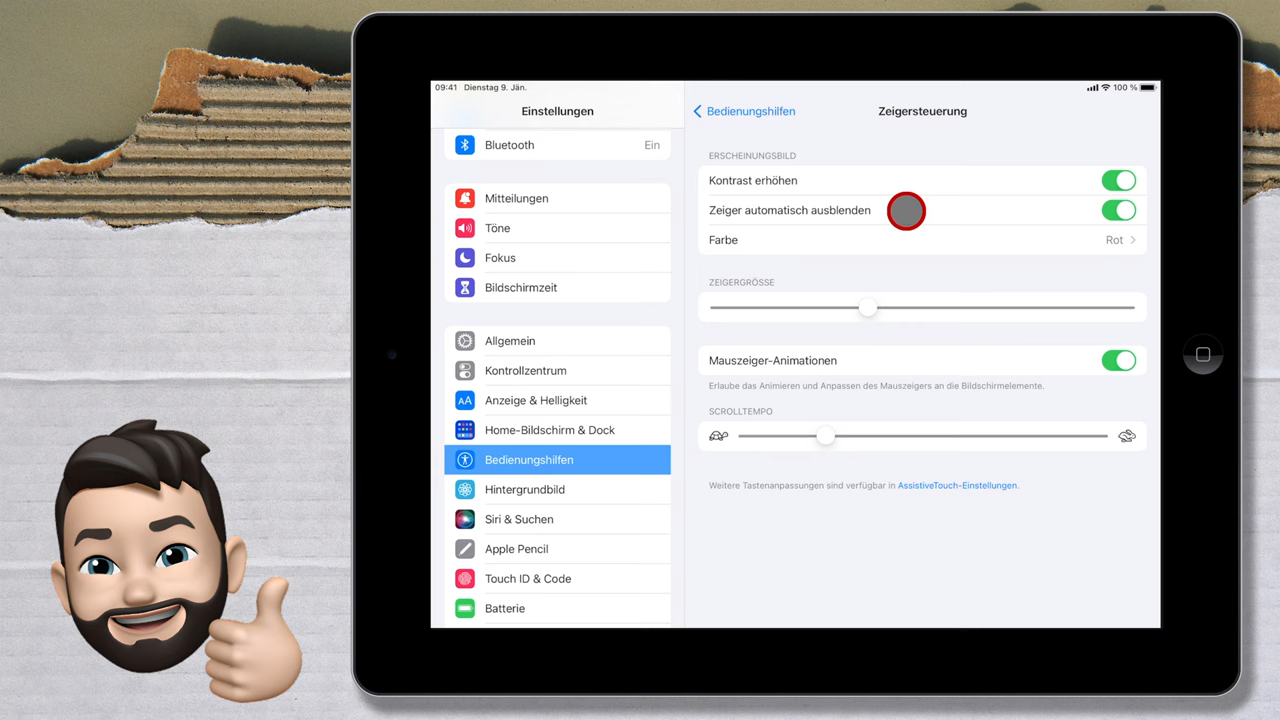 09:41 Dienstag 9. Jän.
100 %
Einstellungen
Bluetooth Ein
Mitteilungen
Töne
Fokus
Bildschirmzeit
Allgemein
Kontrollzentrum
AA Anzeige & Helligkeit
Home-Bildschirm & Dock
Bedienungshilfen
Hintergrundbild
Siri & Suchen
Apple Pencil
Touch ID & Code
Batterie
Bedienungshilfen Zeigersteuerung
ERSCHEINUNGSBILD
Kontrast erhöhen
Zeiger automatisch ausblenden
Farbe Rot
ZEIGERGRÖSSE
Mauszeiger-Animationen
Erlaube das Animieren und Anpassen des Mauszeigers an die Bildschirmelemente.
SCROLLTEMPO
Weitere Tastenanpassungen sind verfügbar in AssistiveTouch-Einstellungen.